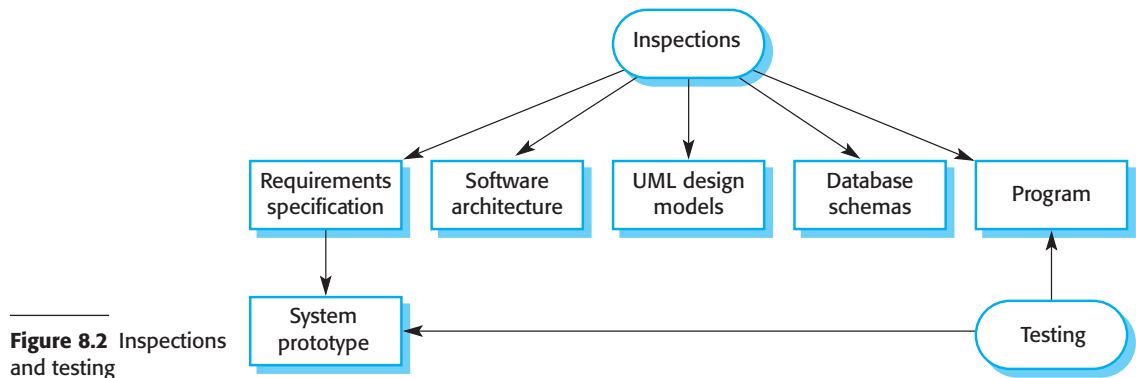 Inspections
Requirements
specification
Software
architecture
UML design
models
Database
schemas
Program
System
prototype
Testing
Figure 8.2 Inspections
and testing